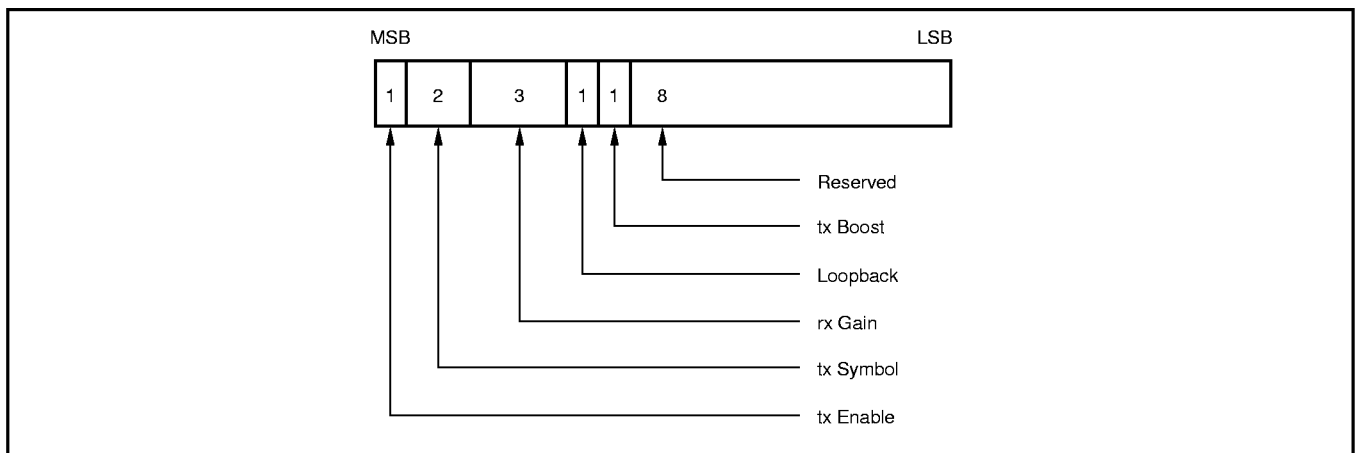 MSB LSB
1 2 3 1 1 8
Reserved
tx Boost
Loopback
rx Gain
tx Symbol
tx Enable